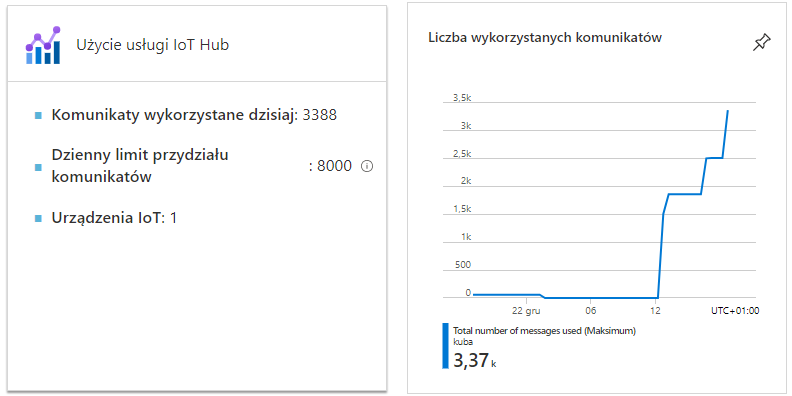 Użycie usługi IoT Hub
Komunikaty wykorzystane dzisiaj: 3388
Dzienny limit przydziału
komunikatów
: 8000
Urządzenia IoT: 1
Liczba wykorzystanych komunikatów
3,5k
3k
2,5k
2k
1,5k
1k
500
0
22 gru 06 12 UTC+01:00
Total number of messages used (Maksimum)
kuba
3,37 k